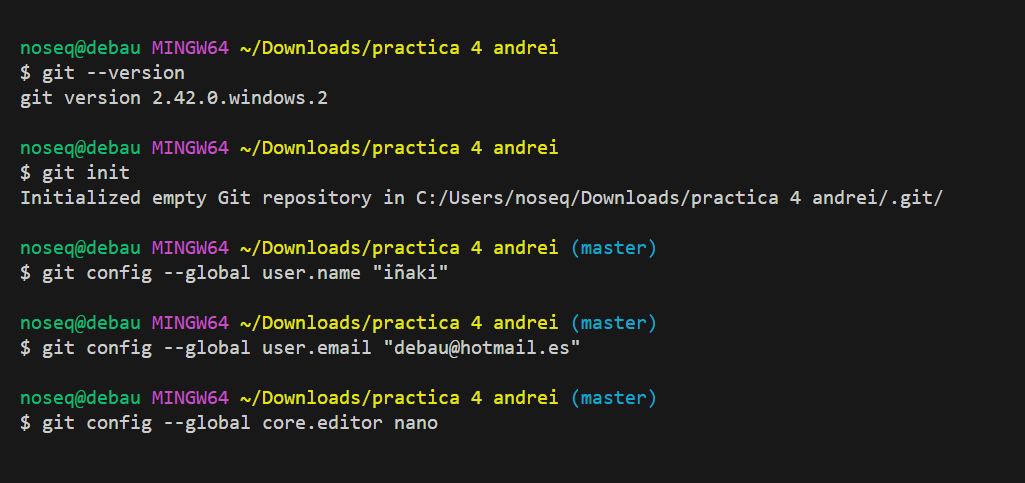 noseq@debau MINGW64 ~/Downloads/practica 4 andrei
$ git --version
git version 2.42.0.windows.2
noseq@debau MINGW64 ~/Downloads/practica 4 andrei
$ git init
Initialized empty Git repository in C:/Users/noseq/Downloads/practica 4 andrei/.git/
noseq@debau MINGW64 ~/Downloads/practica 4 andrei (master)
$ git config --global user.name "iñaki"
noseq@debau MINGW64 ~/Downloads/practica 4 andrei (master)
$ git config --global user.email "debau@hotmail.es"
noseq@debau MINGW64 ~/Downloads/practica 4 andrei (master)
$ git config --global core.editor nano